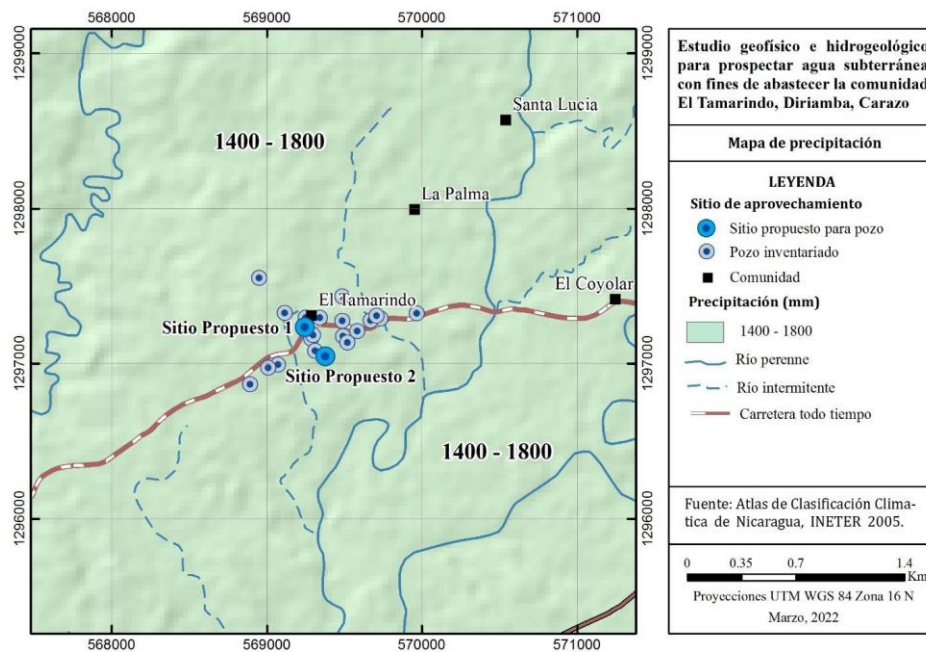 568000 569000 570000 571000
1299000
1298000
1297000
1296000
1299000
1298000
1297000
1296000
1400 - 1800
Santa Lucia
La Palma
El Coyolar
El Tamarindo
Sitio Propuesto 1
Sitio Propuesto 2
1400 - 1800
568000 569000 570000 571000
Estudio geofísico e hidrogeológico
para prospectar agua subterránea
con fines de abastecer la comunidad
El Tamarindo, Diriamba, Carazo
Mapa de precipitación
LEYENDA
Sitio de aprovechamiento
Sitio propuesto para pozo
Pozo inventariado
Comunidad
Precipitación (mm)
1400 - 1800
Río perenne
Río intermitente
Carretera todo tiempo
Fuente: Atlas de Clasificación Clima-
tica de Nicaragua, INETER 2005.
0 0.35 0.7 1.4
Km
Proyecciones UTM WGS 84 Zona 16 N
Marzo, 2022